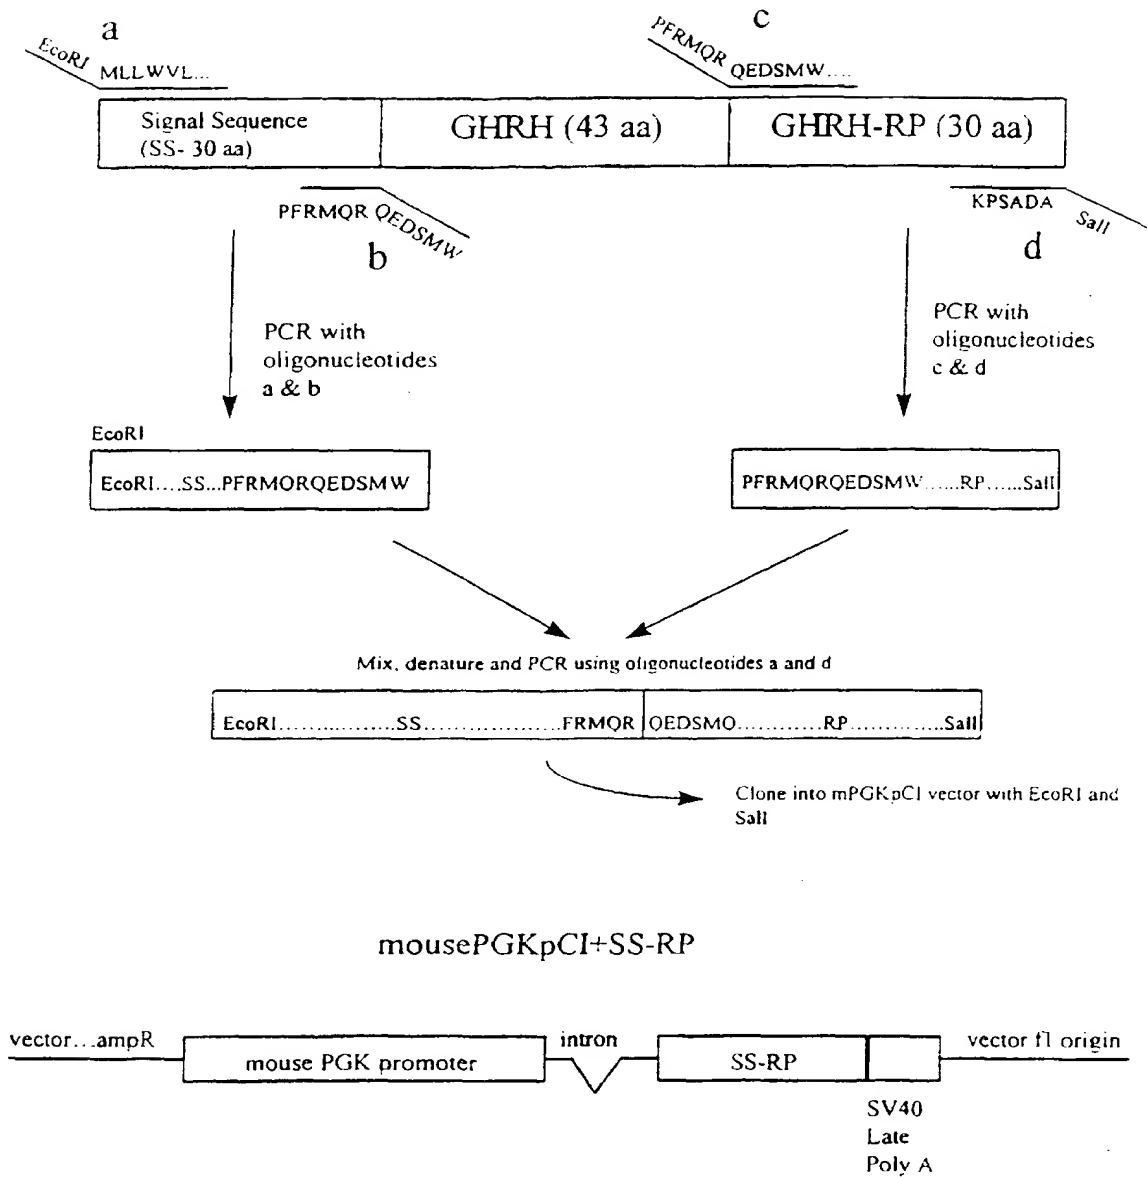 a
c
EcoRI
MLLWVL...
PFRMQR
QEDSMW....
Signal Sequence
(SS- 30 aa)
GHRH (43 aa)
GHRH-RP (30 aa)
PFRMQR
QEDSMW
KPSADA
SalI
b
d
PCR with
oligonucleotides
a & b
PCR with
oligonucleotides
c & d
EcoRI
EcoRI....SS...PFRMQRQEDSMW
PFRMQRQEDSMW......RP......SalI
Mix, denature and PCR using oligonucleotides a and d
EcoRI....................SS....................FRMQR
QEDSMO..............RP...............SalI
Clone into mPGKpCI vector with EcoRI and
SalI
mousePGKpCI+SS-RP
vector...ampR
mouse PGK promoter
intron
SS-RP
vector f1 origin
SV40
Late
Poly A